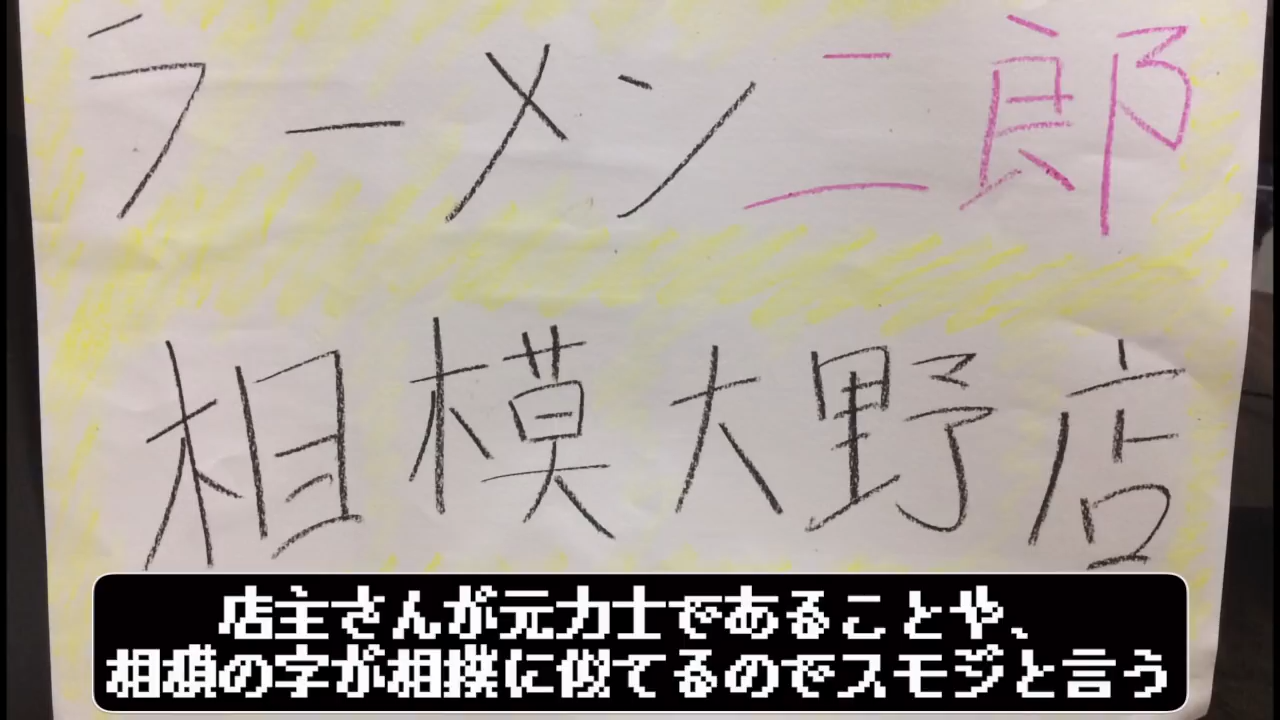 ラーメン二郎
相模大野店
店主さんが元力士であることや、
相模の字が相撲に似てるのでスモジと言う